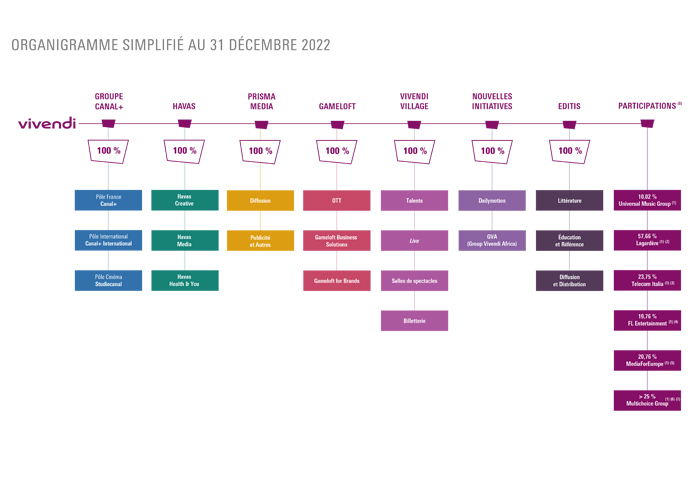 ORGANIGRAMME SIMPLIFIÉ AU 31 DÉCEMBRE 2022
vivendi
GROUPE
CANAL+
HAVAS
PRISMA
MEDIA
GAMELOFT
VIVENDI
VILLAGE
NOUVELLES
INITIATIVES
EDITIS
PARTICIPATIONS (6)
100 %
100 %
100 %
100 %
100 %
100 %
100 %
Pôle France
Canal+
Pôle International
Canal+ International
Pôle Cinéma
Studiocanal
Havas
Creative
Havas
Media
Havas
Health & You
Diffusion
Publicité
et Autres
OTT
Gameloft Business
Solutions
Gameloft for Brands
Talents
Live
Salles de spectacles
Billetterie
Dailymotion
GVA
(Group Vivendi Africa)
Littérature
Éducation
et Référence
Diffusion
et Distribution
10,02 %
Universal Music Group (1)
57,66 %
Lagardère (1) (2)
23,75 %
Telecom Italia (1) (3)
19,76 %
FL Entertainment (1) (4)
20,76 %
MediaForEurope (1) (5)
> 25 %
Multichoice Group